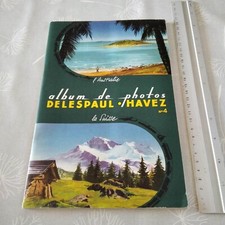 l'Australie
album de photos
DELESPAUL-HAVEZ
n°4
la Suisse